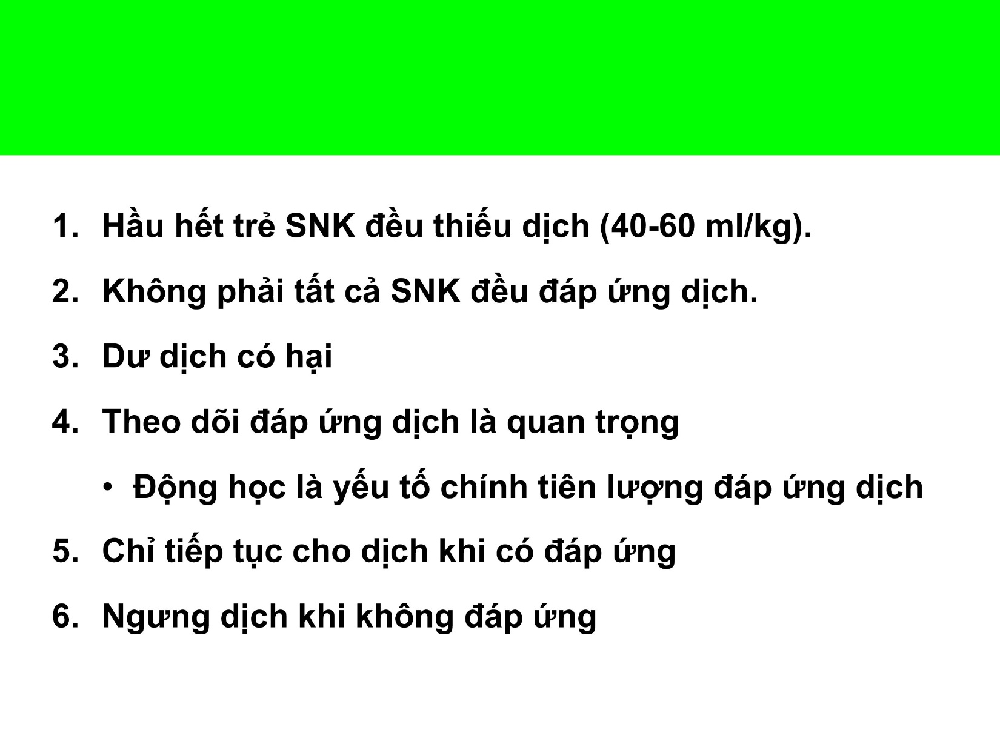 1. Hầu hết trẻ SNK đều thiếu dịch (40-60 ml/kg).
2. Không phải tất cả SNK đều đáp ứng dịch.
3. Dư dịch có hại
4. Theo dõi đáp ứng dịch là quan trọng
• Động học là yếu tố chính tiên lượng đáp ứng dịch
5. Chỉ tiếp tục cho dịch khi có đáp ứng
6. Ngưng dịch khi không đáp ứng